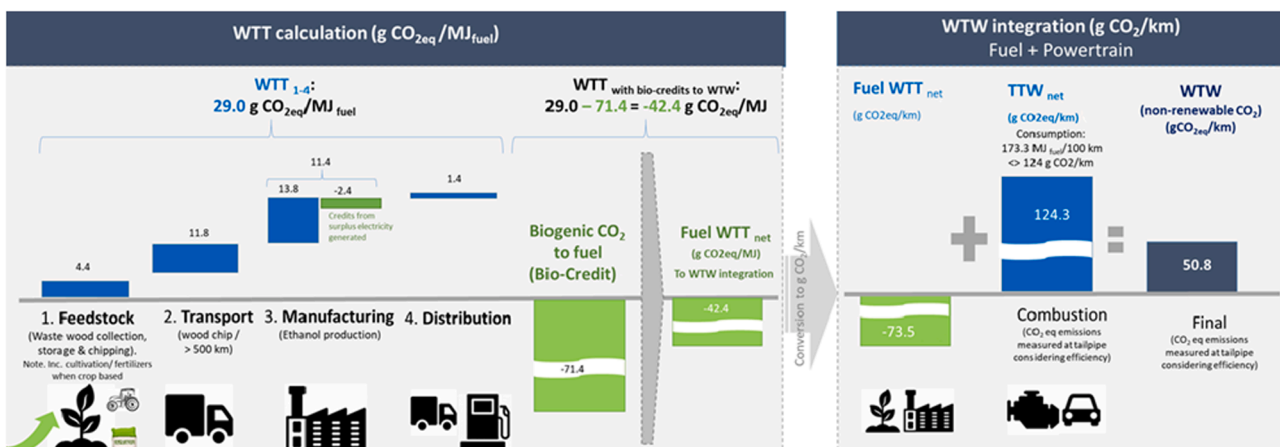 WTT calculation (g CO2eq /MJfuel)
WTT 1-4:
29.0 g CO2eq/MJ fuel
WTT with bio-credits to WTW:
29.0 – 71.4 = -42.4 g CO2eq/MJ
4.4
11.8
11.4
13.8
-2.4
Credits from
surplus electricity
generated
1.4
Biogenic CO2
to fuel
(Bio-Credit)
Fuel WTT net
(g CO2eq/MJ)
To WTW integration
-71.4
-42.4
1. Feedstock
(Waste wood collection,
storage & chipping).
Note. Inc. cultivation/ fertilizers
when crop based
2. Transport
(wood chip /
> 500 km)
3. Manufacturing
(Ethanol production)
4. Distribution
Conversion to g CO2/km
WTW integration (g CO2/km)
Fuel + Powertrain
Fuel WTT net
(g CO2eq/km)
TTW net
(g CO2eq/km)
Consumption:
173.3 MJ fuel/100 km
<> 124 g CO2/km
WTW
(non-renewable CO2)
(gCO2eq/km)
+
124.3
=
50.8
-73.5
Combustion
(CO2 eq emissions
measured at tailpipe
considering efficiency)
Final
(CO2 eq emissions
measured at tailpipe
considering efficiency)